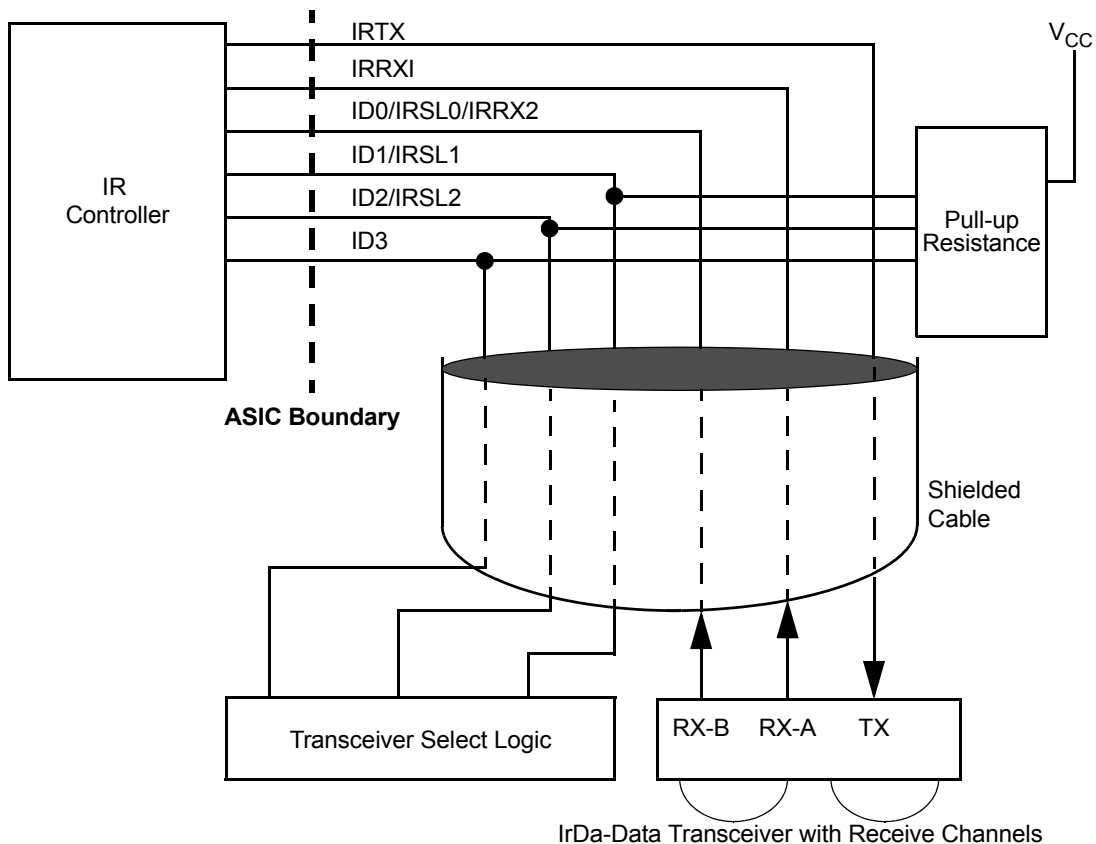 IRTX
V_CC
IRRXI
ID0/IRSL0/IRRX2
ID1/IRSL1
ID2/IRSL2
ID3
IR
Controller
Pull-up
Resistance
ASIC Boundary
Shielded
Cable
Transceiver Select Logic
RX-B RX-A TX
IrDa-Data Transceiver with Receive Channels